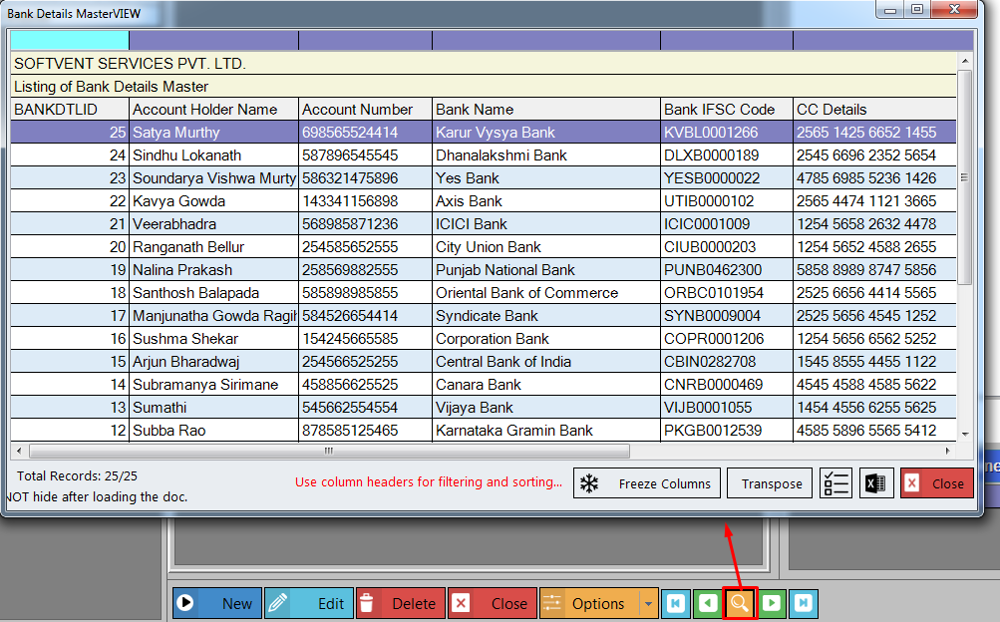 Bank Details MasterVIEW
SOFTVENT SERVICES PVT. LTD.
Listing of Bank Details Master
BANKDTLID Account Holder Name Account Number Bank Name Bank IFSC Code CC Details
25 Satya Murthy 698565524414 Karur Vysya Bank KVBL0001266 2565 1425 6652 1455
24 Sindhu Lokanath 587896545545 Dhanalakshmi Bank DLXB0000189 2545 6696 2352 5654
23 Soundarya Vishwa Murty 586321475896 Yes Bank YESB0000022 4785 6985 5236 1426
22 Kavya Gowda 143341156898 Axis Bank UTIB0000102 2565 4474 1121 3665
21 Veerabhadra 568985871236 ICICI Bank ICIC0001009 1254 5658 2632 4478
20 Ranganath Bellur 254585652555 City Union Bank CIUB0000203 1254 5652 4588 2655
19 Nalina Prakash 258569882555 Punjab National Bank PUNB0462300 5858 8989 8747 5856
18 Santhosh Balapada 585898985855 Oriental Bank of Commerce ORBC0101954 2525 6656 4414 5565
17 Manjunatha Gowda Ragih 584526654414 Syndicate Bank SYNB0009004 2525 5656 4545 1252
16 Sushma Shekar 154245665585 Corporation Bank COPR0001206 1254 5656 6562 5252
15 Arjun Bharadwaj 254566525255 Central Bank of India CBIN0282708 1545 8555 4455 1122
14 Subramanya Sirimane 458856625525 Canara Bank CNRB0000469 4545 4588 4585 5622
13 Sumathi 545662554554 Vijaya Bank VIJB0001055 1454 4556 6255 5625
12 Subba Rao 878585125465 Karnataka Gramin Bank PKGB0012539 4585 5896 5565 5412
Total Records: 25/25
Use column headers for filtering and sorting...
Freeze Columns Transpose Close
NOT hide after loading the doc.
New Edit Delete Close Options